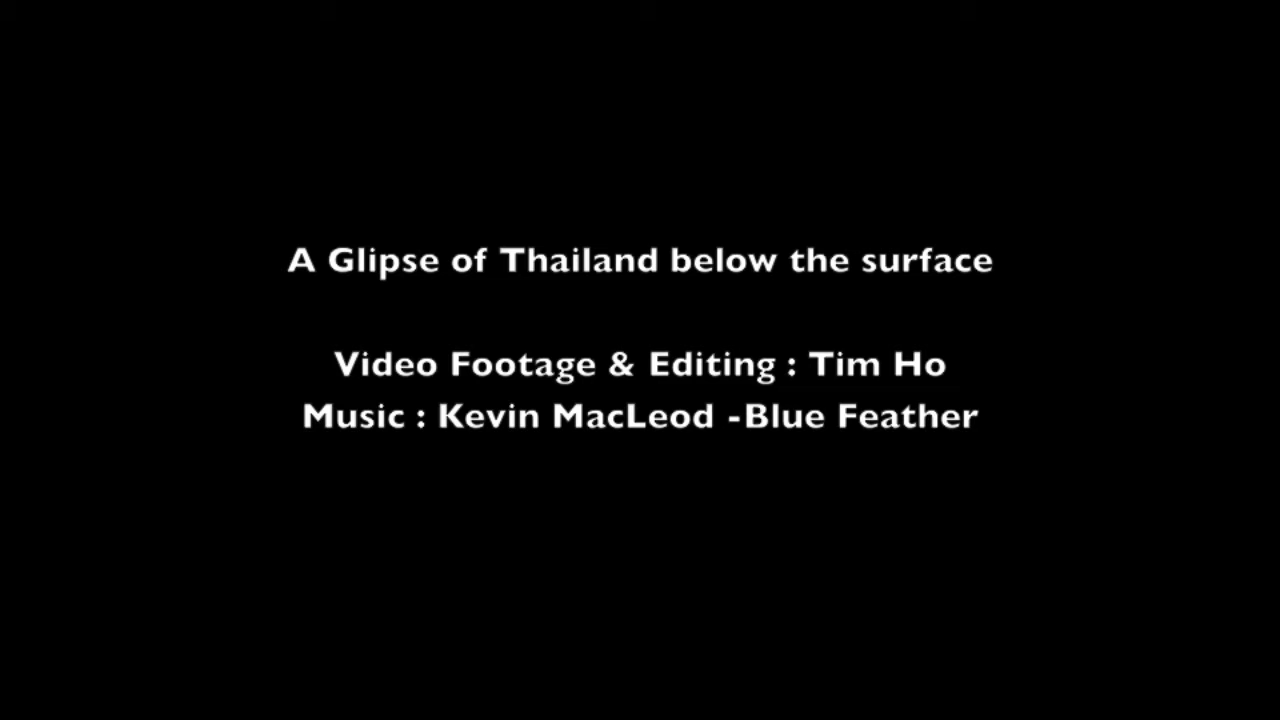 A Glipse of Thailand below the surface
Video Footage & Editing : Tim Ho
Music : Kevin MacLeod -Blue Feather